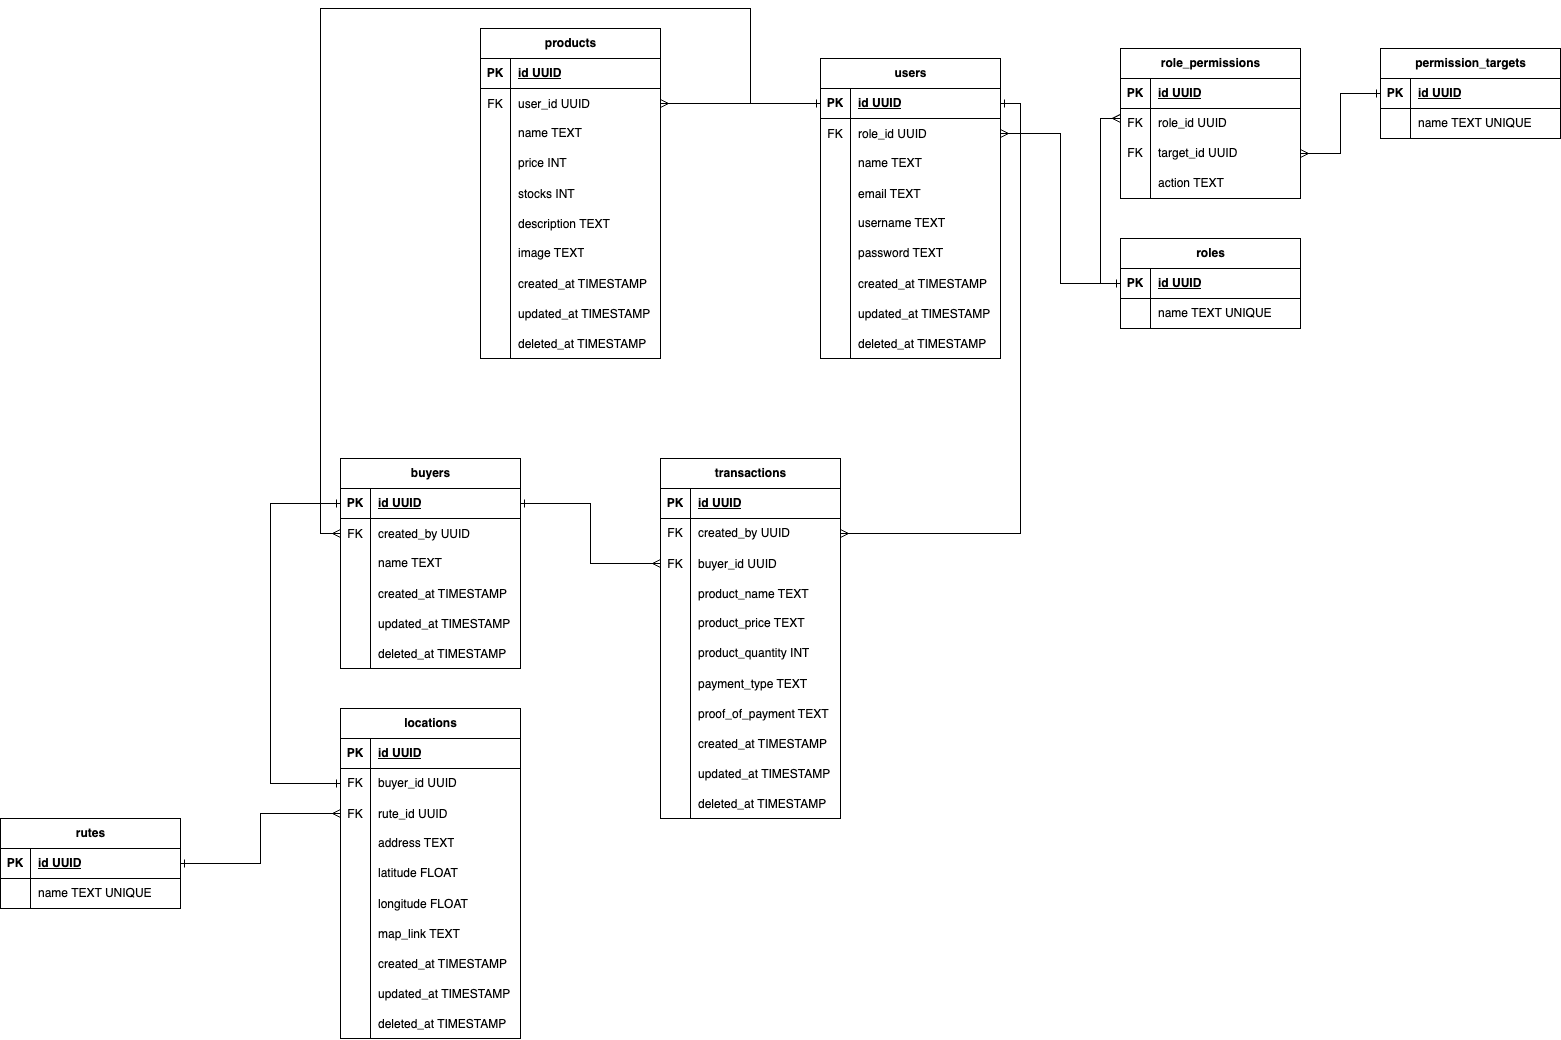 products
PK id UUID
FK user_id UUID
name TEXT
price INT
stocks INT
description TEXT
image TEXT
created_at TIMESTAMP
updated_at TIMESTAMP
deleted_at TIMESTAMP
users
PK id UUID
FK role_id UUID
name TEXT
email TEXT
username TEXT
password TEXT
created_at TIMESTAMP
updated_at TIMESTAMP
deleted_at TIMESTAMP
role_permissions
PK id UUID
FK role_id UUID
FK target_id UUID
action TEXT
permission_targets
PK id UUID
name TEXT UNIQUE
roles
PK id UUID
name TEXT UNIQUE
buyers
PK id UUID
FK created_by UUID
name TEXT
created_at TIMESTAMP
updated_at TIMESTAMP
deleted_at TIMESTAMP
transactions
PK id UUID
FK created_by UUID
FK buyer_id UUID
product_name TEXT
product_price TEXT
product_quantity INT
payment_type TEXT
proof_of_payment TEXT
created_at TIMESTAMP
updated_at TIMESTAMP
deleted_at TIMESTAMP
locations
PK id UUID
FK buyer_id UUID
FK rute_id UUID
address TEXT
latitude FLOAT
longitude FLOAT
map_link TEXT
created_at TIMESTAMP
updated_at TIMESTAMP
deleted_at TIMESTAMP
rutes
PK id UUID
name TEXT UNIQUE